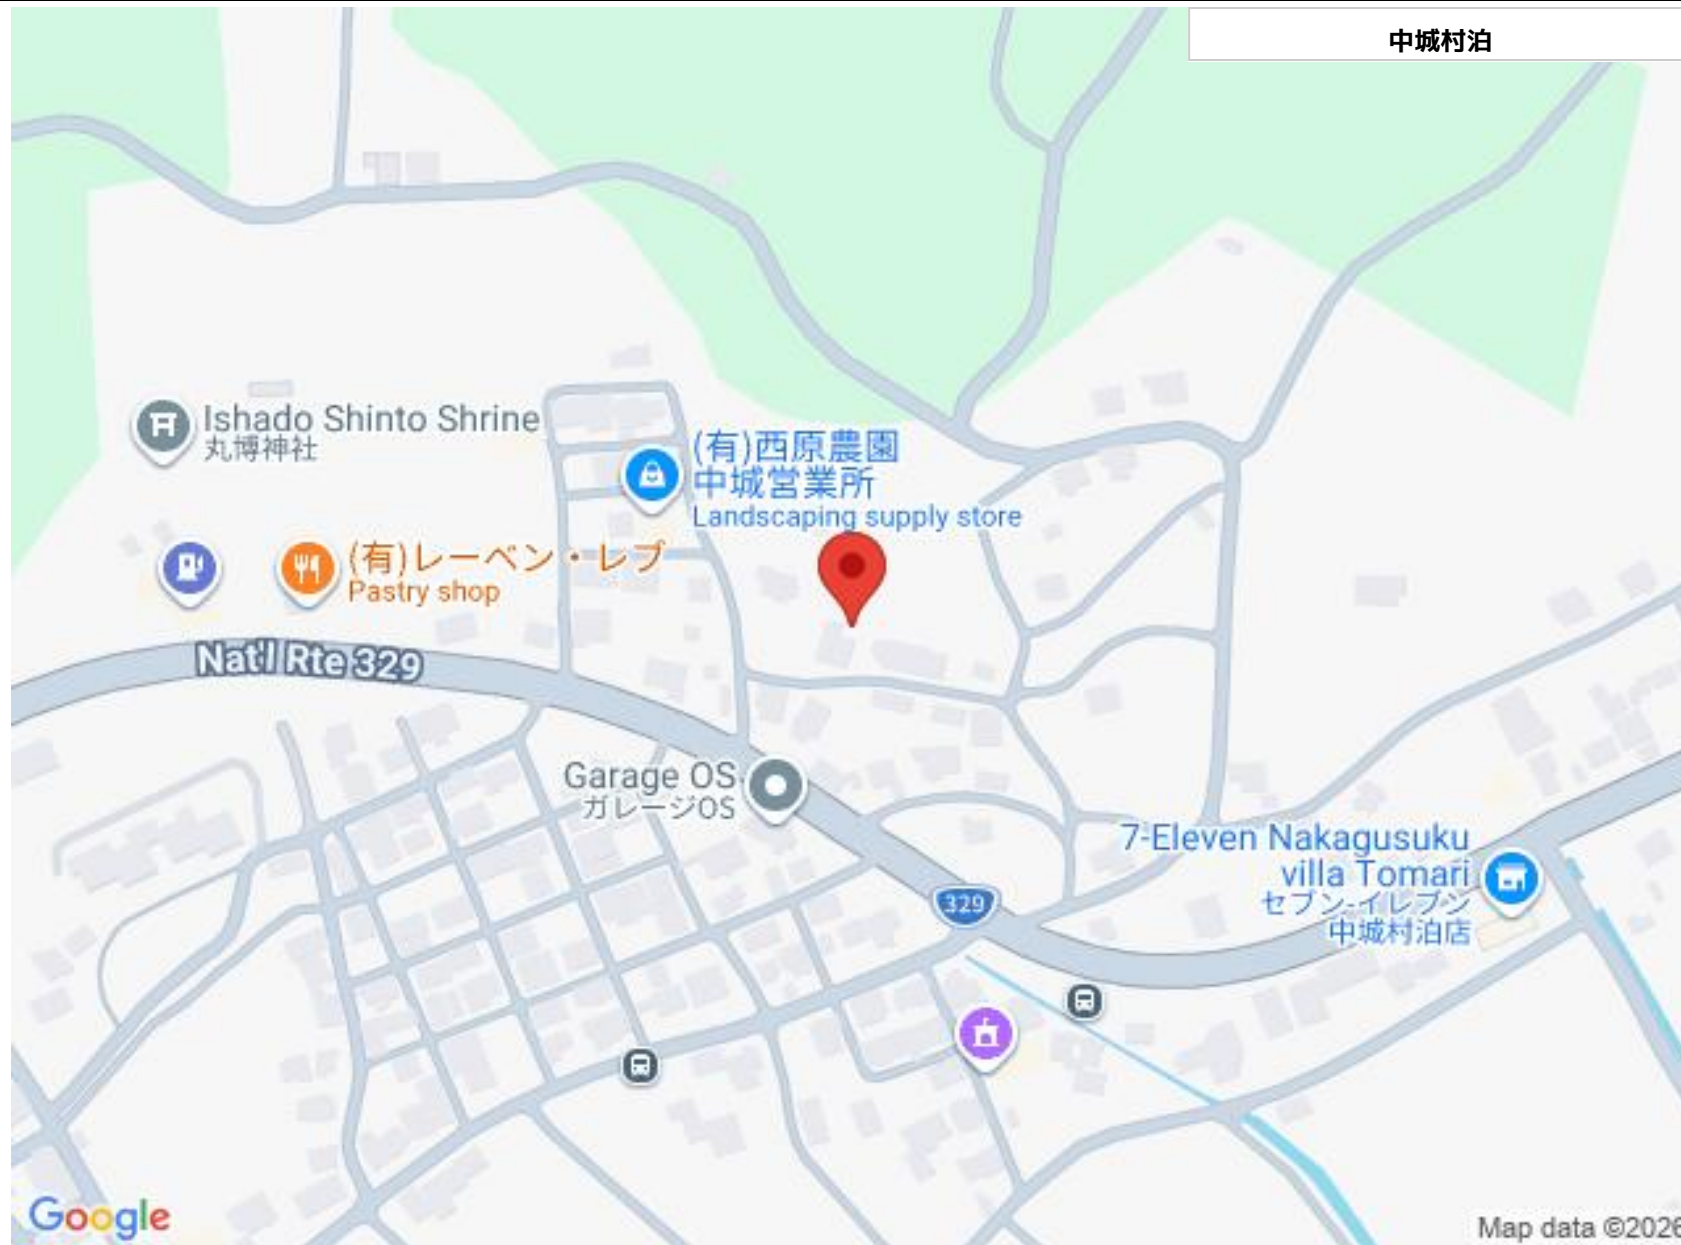 中城村泊
Ishado Shinto Shrine
丸博神社
(有)西原農園
中城営業所
Landscaping supply store
(有)レーベン・レブ
Pastry shop
Nat'l Rte 329
Garage OS
ガレージOS
7-Eleven Nakagusuku
villa Tomari
セブン-イレブン
中城村泊店
329
Google
Map data ©2026